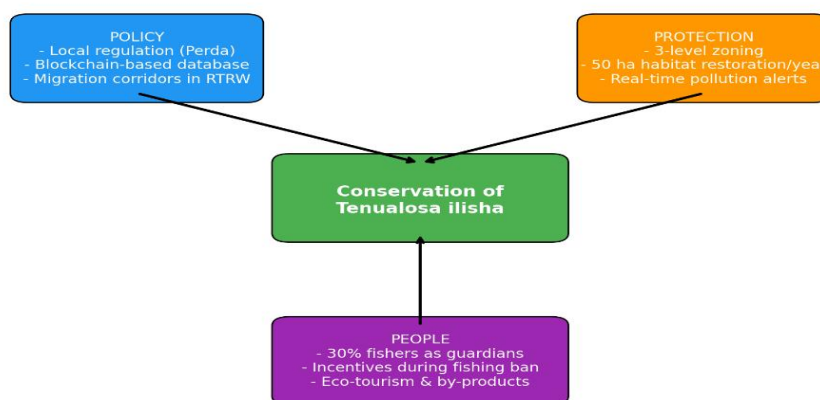 POLICY
- Local regulation (Perda)
- Blockchain-based database
- Migration corridors in RTRW
PROTECTION
- 3-level zoning
- 50 ha habitat restoration/year
- Real-time pollution alerts
Conservation of
Tenualosa ilisha
PEOPLE
- 30% fishers as guardians
- Incentives during fishing ban
- Eco-tourism & by-products